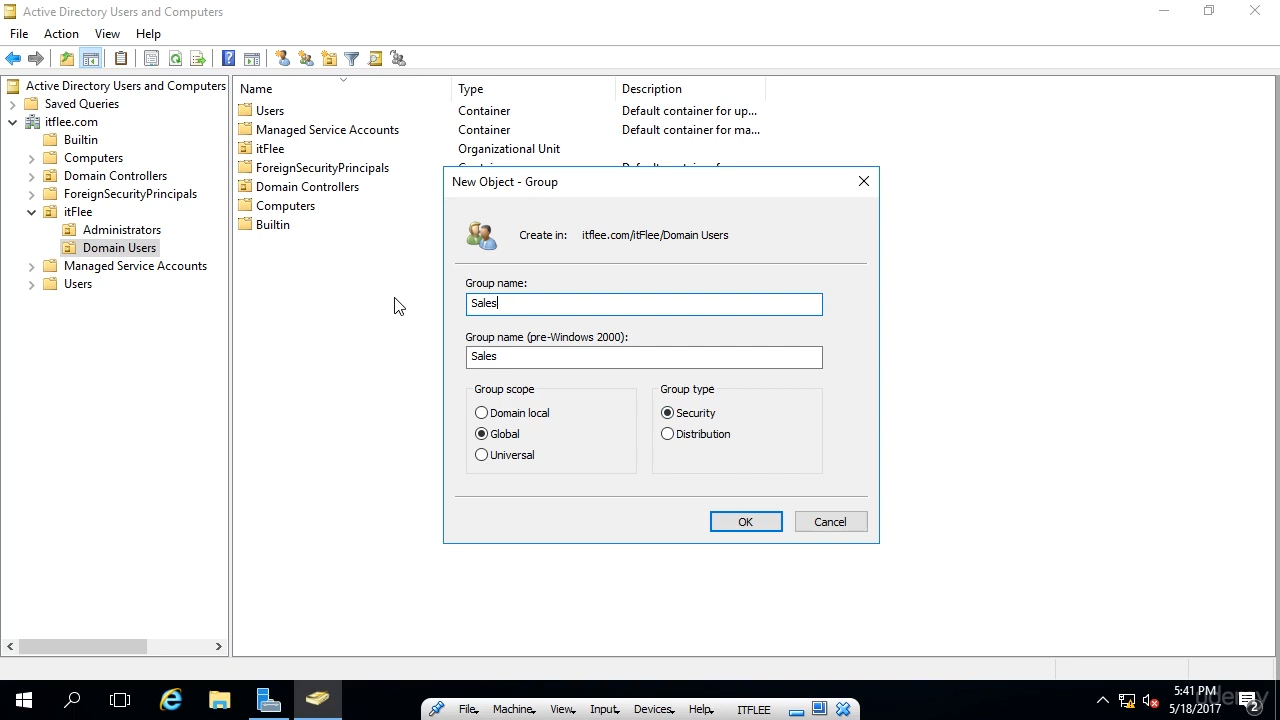 Active Directory Users and Computers
File Action View Help
Active Directory Users and Computers
Saved Queries
itflee.com
Builtin
Computers
Domain Controllers
ForeignSecurityPrincipals
itFlee
Administrators
Domain Users
Managed Service Accounts
Users
Name Type Description
Users Container Default container for up...
Managed Service Accounts Container Default container for ma...
itFlee Organizational Unit
ForeignSecurityPrincipals
Domain Controllers
Computers
Builtin
New Object - Group
Create in: itflee.com/itFlee/Domain Users
Group name:
Sales
Group name (pre-Windows 2000):
Sales
Group scope
Domain local
Global
Universal
Group type
Security
Distribution
OK Cancel
File Machine View Input Devices Help ITFLEE
5:41 PM
5/18/2017
2